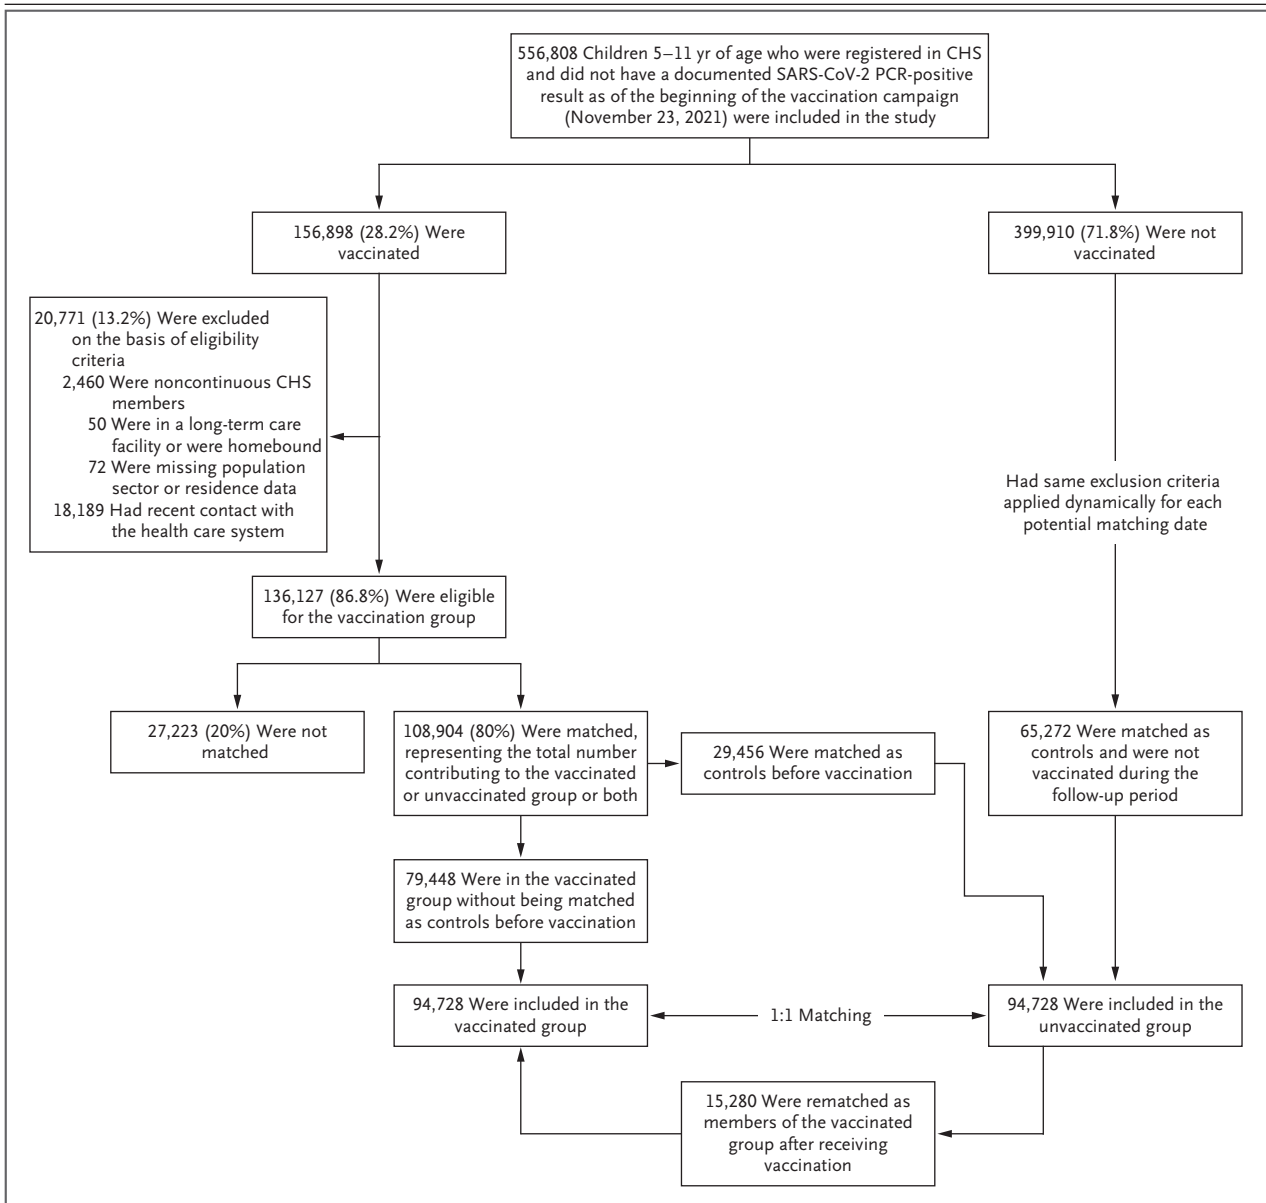 556,808 Children 5–11 yr of age who were registered in CHS
and did not have a documented SARS-CoV-2 PCR-positive
result as of the beginning of the vaccination campaign
(November 23, 2021) were included in the study
156,898 (28.2%) Were
vaccinated
399,910 (71.8%) Were not
vaccinated
20,771 (13.2%) Were excluded
on the basis of eligibility
criteria
2,460 Were noncontinuous CHS
members
50 Were in a long-term care
facility or were homebound
72 Were missing population
sector or residence data
18,189 Had recent contact with
the health care system
Had same exclusion criteria
applied dynamically for each
potential matching date
136,127 (86.8%) Were eligible
for the vaccination group
27,223 (20%) Were not
matched
108,904 (80%) Were matched,
representing the total number
contributing to the vaccinated
or unvaccinated group or both
29,456 Were matched as
controls before vaccination
65,272 Were matched as
controls and were not
vaccinated during the
follow-up period
79,448 Were in the vaccinated
group without being matched
as controls before vaccination
94,728 Were included in the
vaccinated group
1:1 Matching
94,728 Were included in the
unvaccinated group
15,280 Were rematched as
members of the vaccinated
group after receiving
vaccination